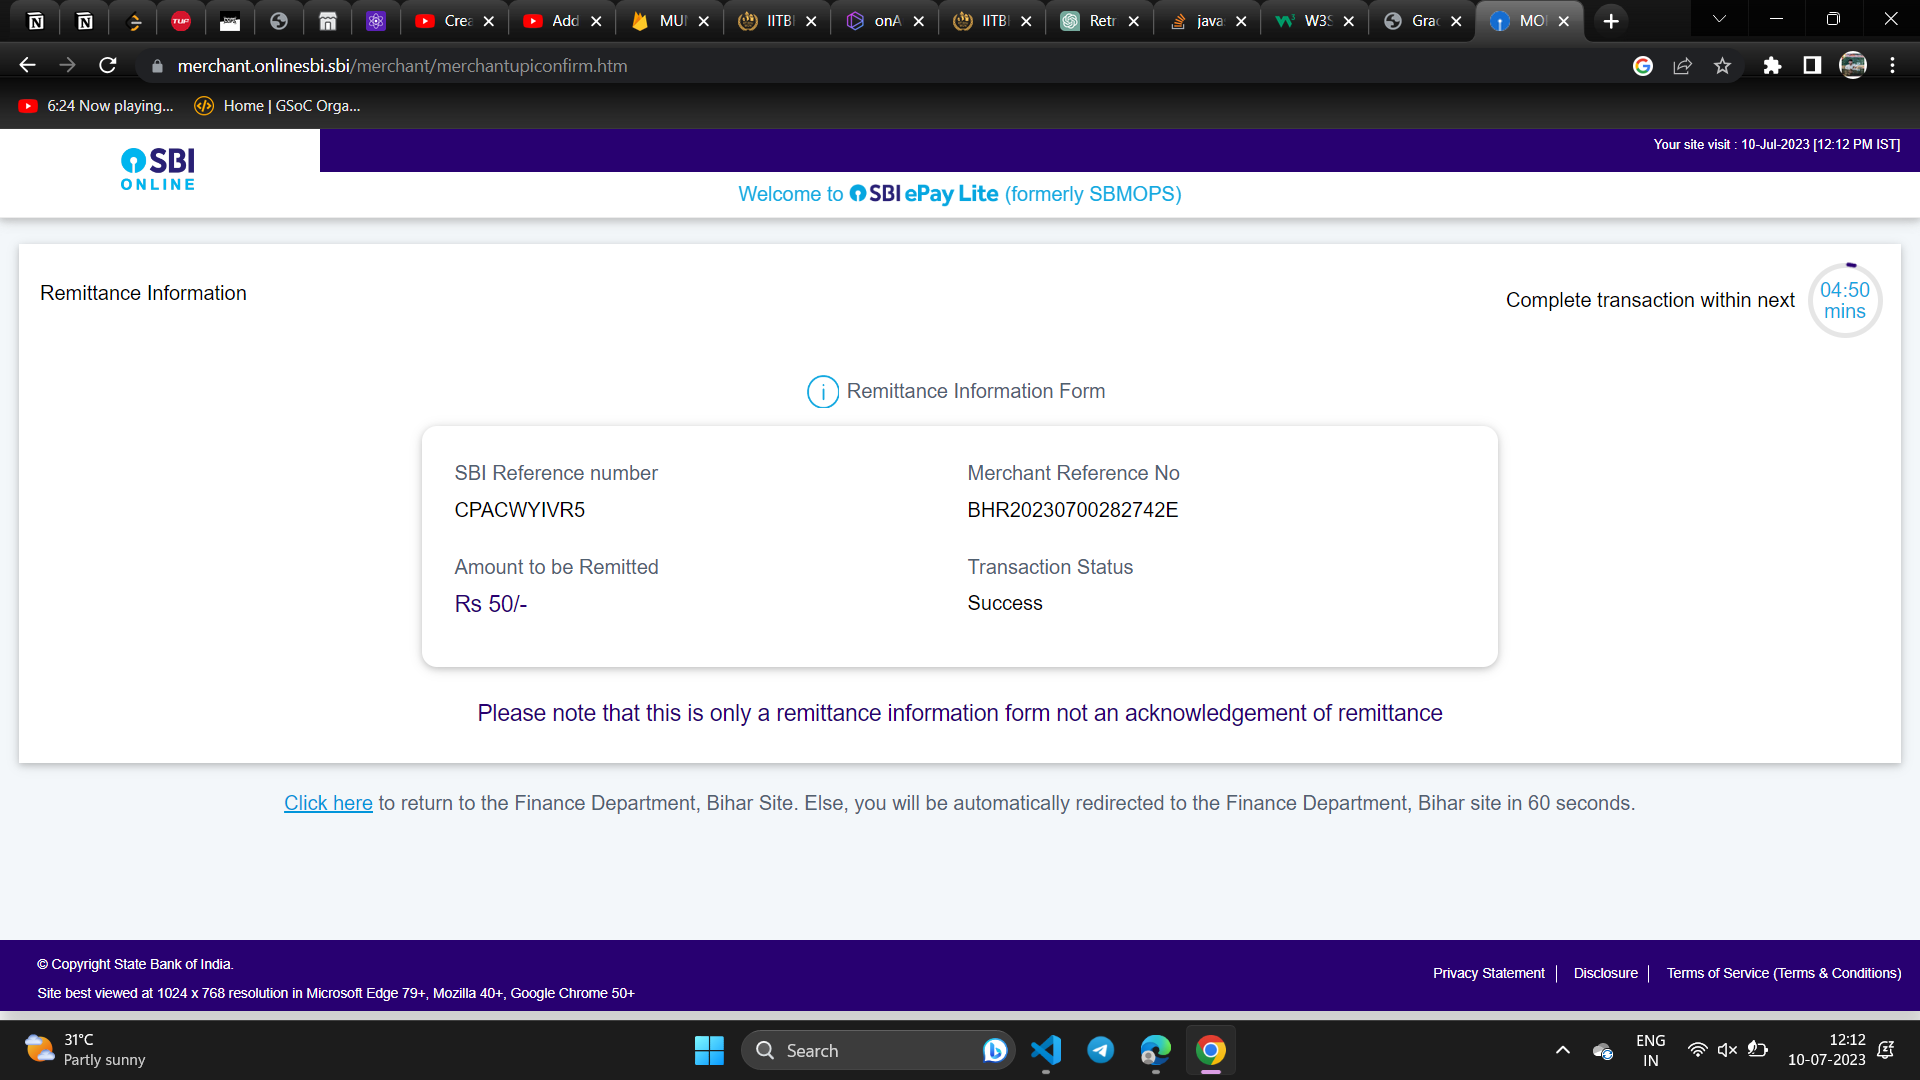 Crea
Add
MUI
IITBI
onA
IITBI
Retr
java
W3S
Grad
MOI
merchant.onlinesbi.sbi/merchant/merchantupiconfirm.htm
6:24 Now playing...
Home | GSoC Orga...
SBI
ONLINE
Your site visit : 10-Jul-2023 [12:12 PM IST]
Welcome to SBI ePay Lite (formerly SBMOPS)
Remittance Information
Complete transaction within next
04:50
mins
Remittance Information Form
SBI Reference number
CPACWYIVR5
Merchant Reference No
BHR20230700282742E
Amount to be Remitted
Rs 50/-
Transaction Status
Success
Please note that this is only a remittance information form not an acknowledgement of remittance
Click here to return to the Finance Department, Bihar Site. Else, you will be automatically redirected to the Finance Department, Bihar site in 60 seconds.
© Copyright State Bank of India.
Site best viewed at 1024 x 768 resolution in Microsoft Edge 79+, Mozilla 40+, Google Chrome 50+
Privacy Statement
Disclosure
Terms of Service (Terms & Conditions)
31°C
Partly sunny
Search
ENG
IN
12:12
10-07-2023